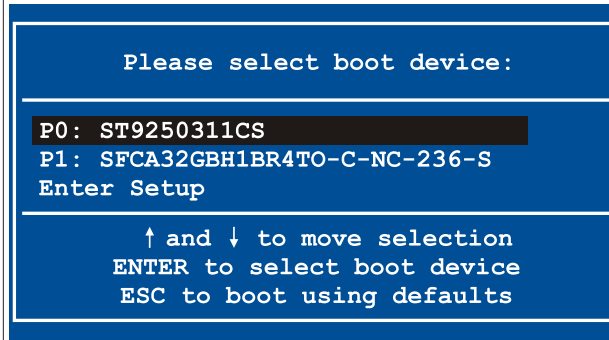 Please select boot device:
P0: ST9250311CS
P1: SFCA32GBH1BR4TO-C-NC-236-S
Enter Setup
↑ and ↓ to move selection
ENTER to select boot device
ESC to boot using defaults